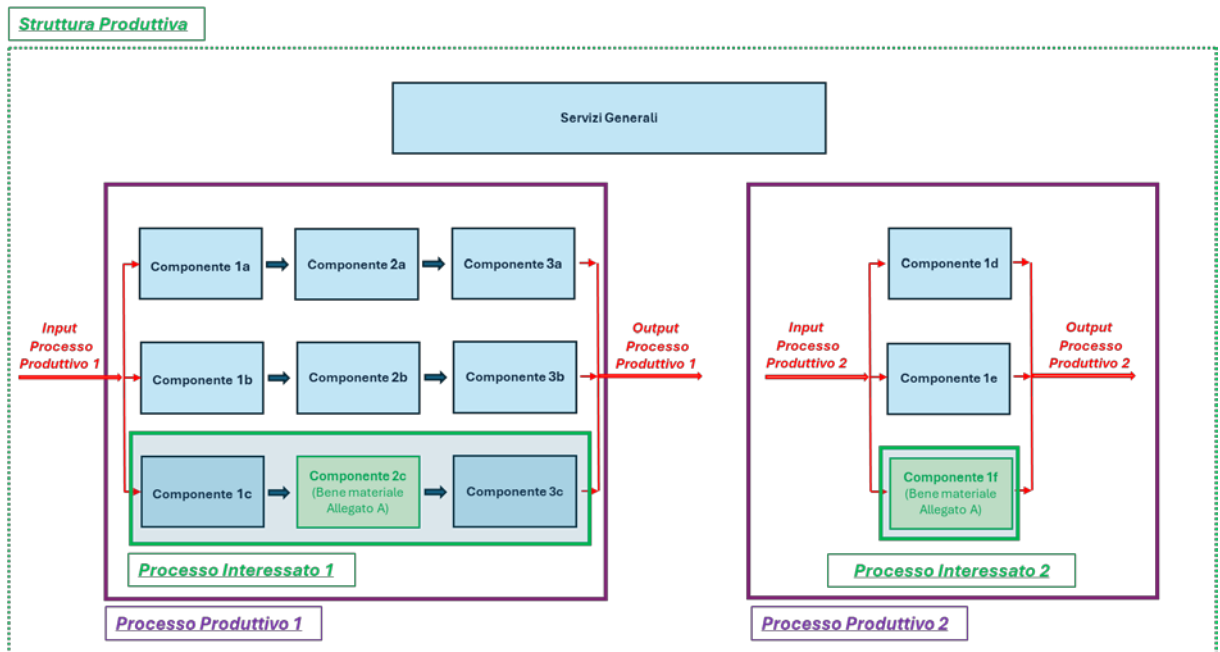 Struttura Produttiva
Servizi Generali
Componente 1a
Componente 2a
Componente 3a
Input
Processo
Produttivo 1
Componente 1b
Componente 2b
Componente 3b
Output
Processo
Produttivo 1
Componente 1c
Componente 2c
(Bene materiale
Allegato A)
Componente 3c
Processo Interessato 1
Processo Produttivo 1
Componente 1d
Input
Processo
Produttivo 2
Componente 1e
Output
Processo
Produttivo 2
Componente 1f
(Bene materiale
Allegato A)
Processo Interessato 2
Processo Produttivo 2